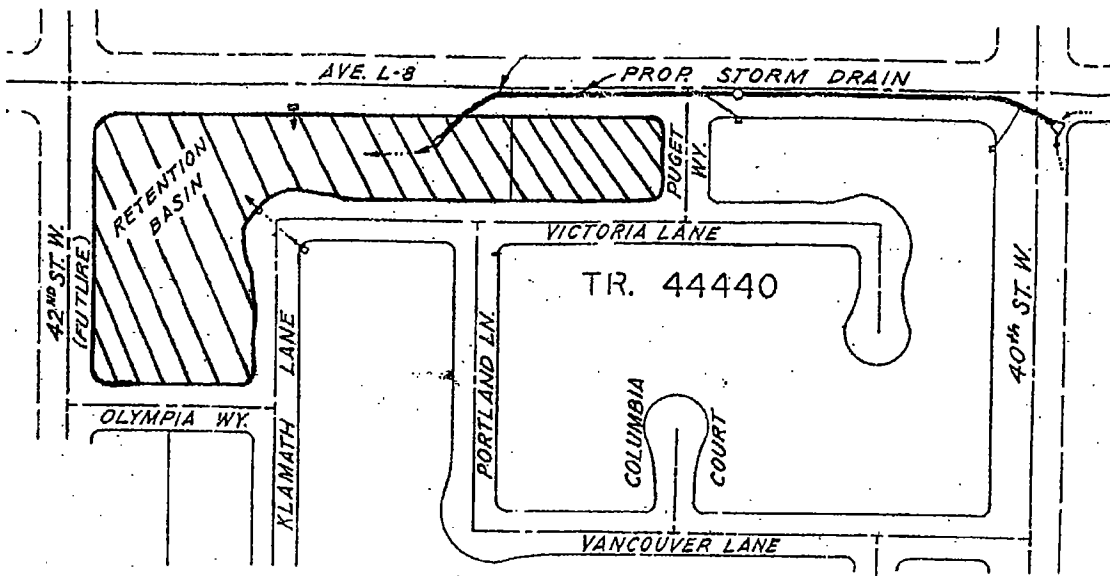 AVE. L-8
PROP. STORM DRAIN
RETENTION
BASIN
PUGET
WY.
42ND ST. W.
(FUTURE)
VICTORIA LANE
TR. 44440
KLAMATH LANE
PORTLAND LN.
40th ST. W.
OLYMPIA WY.
COLUMBIA
COURT
VANCOUVER LANE